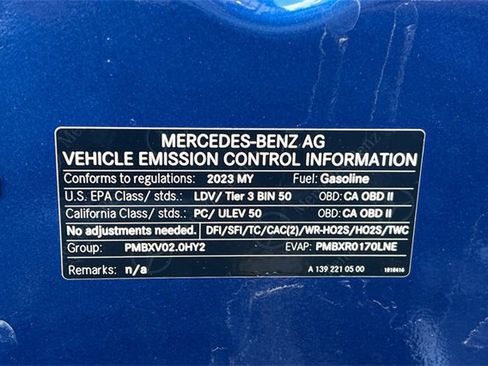 MERCEDES-BENZ AG
VEHICLE EMISSION CONTROL INFORMATION
Conforms to regulations: 2023 MY Fuel: Gasoline
U.S. EPA Class/ stds.: LDV/ Tier 3 BIN 50 OBD: CA OBD II
California Class/ stds.: PC/ ULEV 50 OBD: CA OBD II
No adjustments needed. DFI/SFI/TC/CAC(2)/WR-HO2S/HO2S/TWC
Group: PMBXV02.0HY2 EVAP: PMBXR0170LNE
Remarks: n/a A 139 221 05 00 1818416